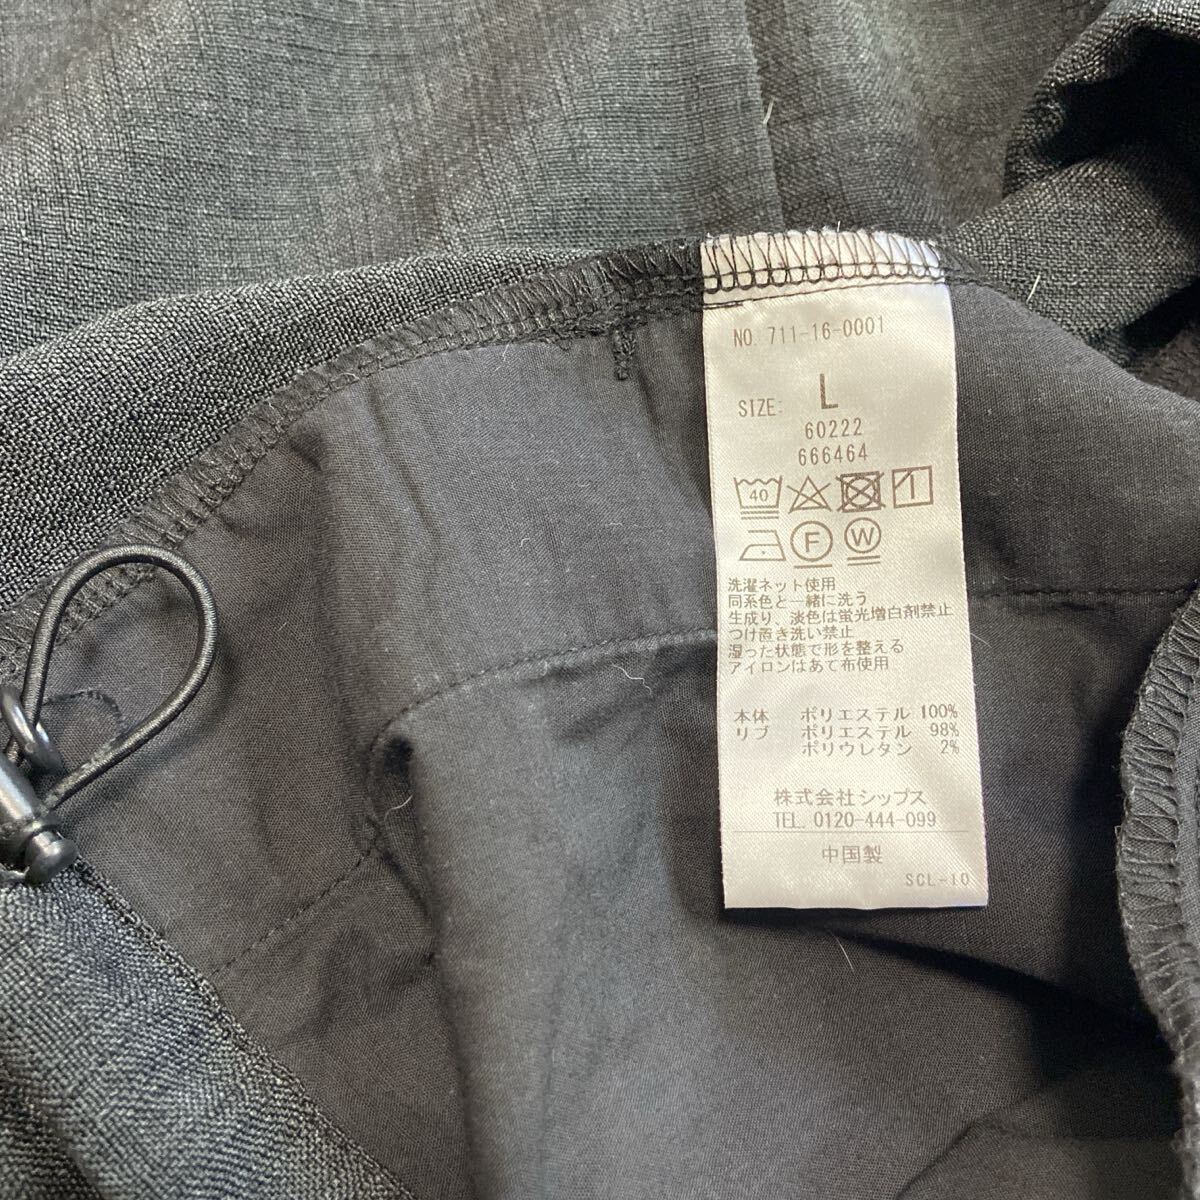 NO. 711-16-0001
SIZE: L
60222
666464
40
F W
洗濯ネット使用
同系色と一緒に洗う
生成り、淡色は蛍光増白剤禁止
つけ置き洗い禁止
湿った状態で形を整える
アイロンはあて布使用
本体 ポリエステル 100%
リブ ポリエステル 98%
ポリウレタン 2%
株式会社シップス
TEL. 0120-444-099
中国製
SCL-10